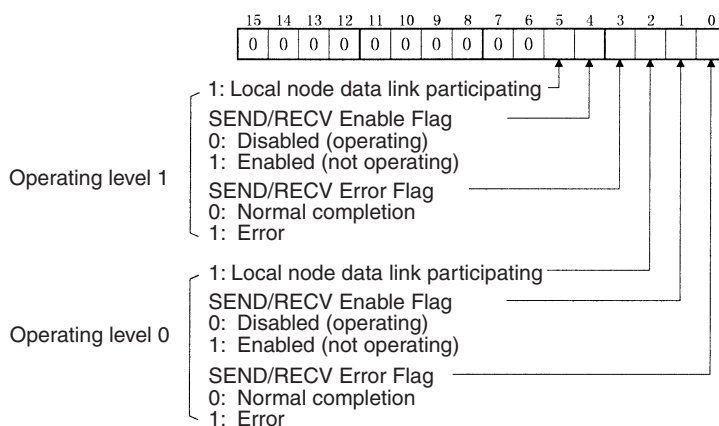 15 14 13 12 11 10 9 8 7 6 5 4 3 2 1 0
0 0 0 0 0 0 0 0 0 0
1: Local node data link participating
SEND/RECV Enable Flag
0: Disabled (operating)
1: Enabled (not operating)
Operating level 1
SEND/RECV Error Flag
0: Normal completion
1: Error
1: Local node data link participating
SEND/RECV Enable Flag
0: Disabled (operating)
Operating level 0
1: Enabled (not operating)
SEND/RECV Error Flag
0: Normal completion
1: Error